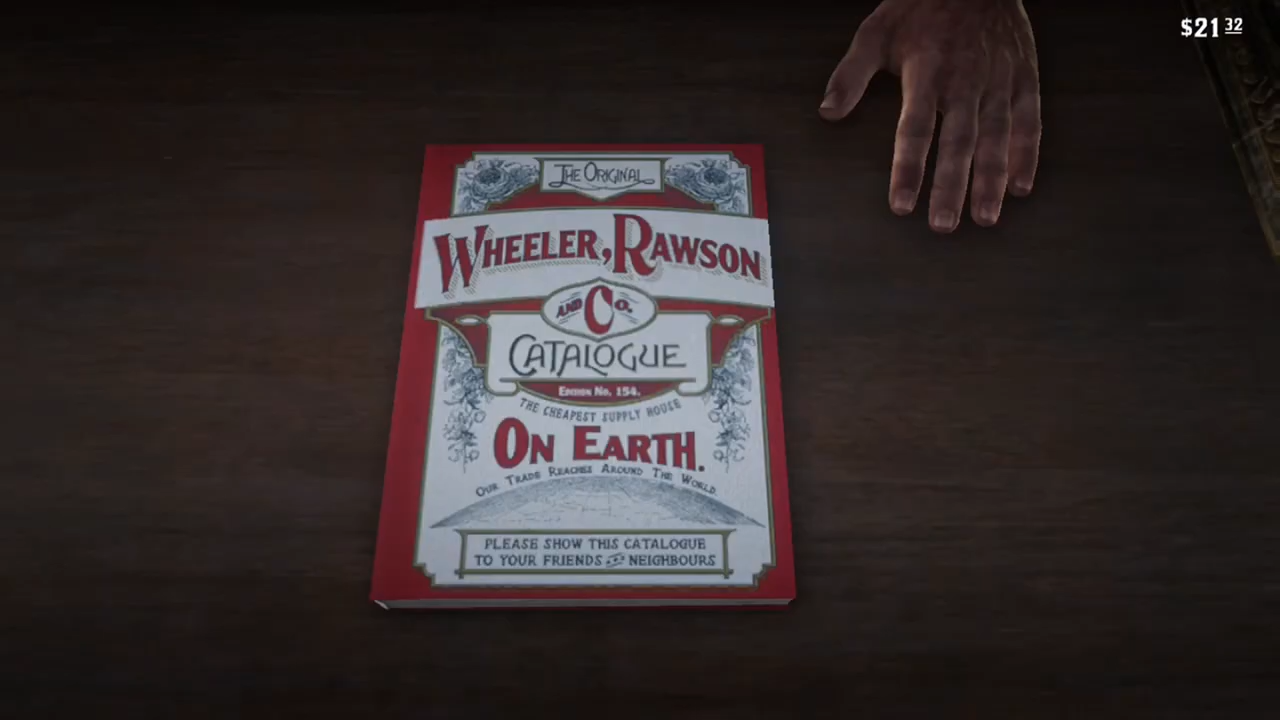 $21 32
THE ORIGINAL
WHEELER, RAWSON
AND CO.
CATALOGUE
EDITION No. 154.
THE CHEAPEST SUPPLY HOUSE
ON EARTH.
OUR TRADE REACHES AROUND THE WORLD.
PLEASE SHOW THIS CATALOGUE
TO YOUR FRIENDS AND NEIGHBOURS